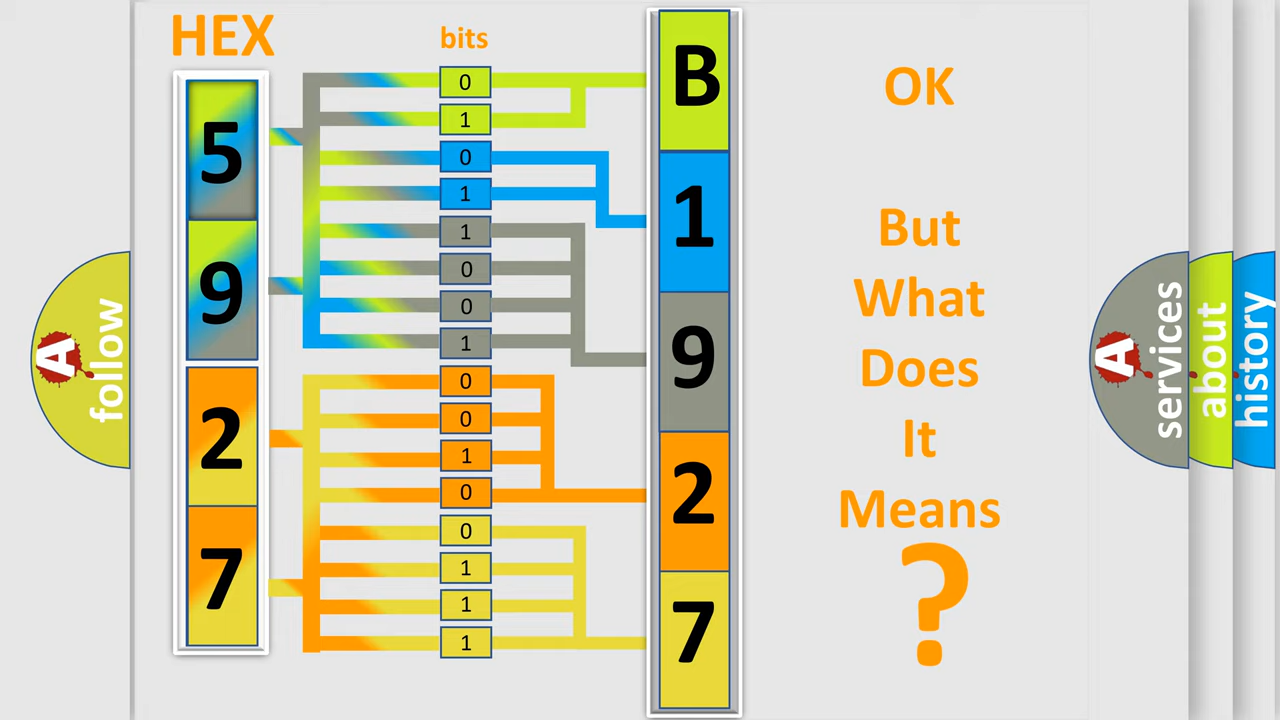 HEX
bits
5
9
2
7
0
1
0
1
1
0
0
1
0
0
1
0
0
1
1
1
B
1
9
2
7
OK
But
What
Does
It
Means
?
A
follow
A
services
about
history